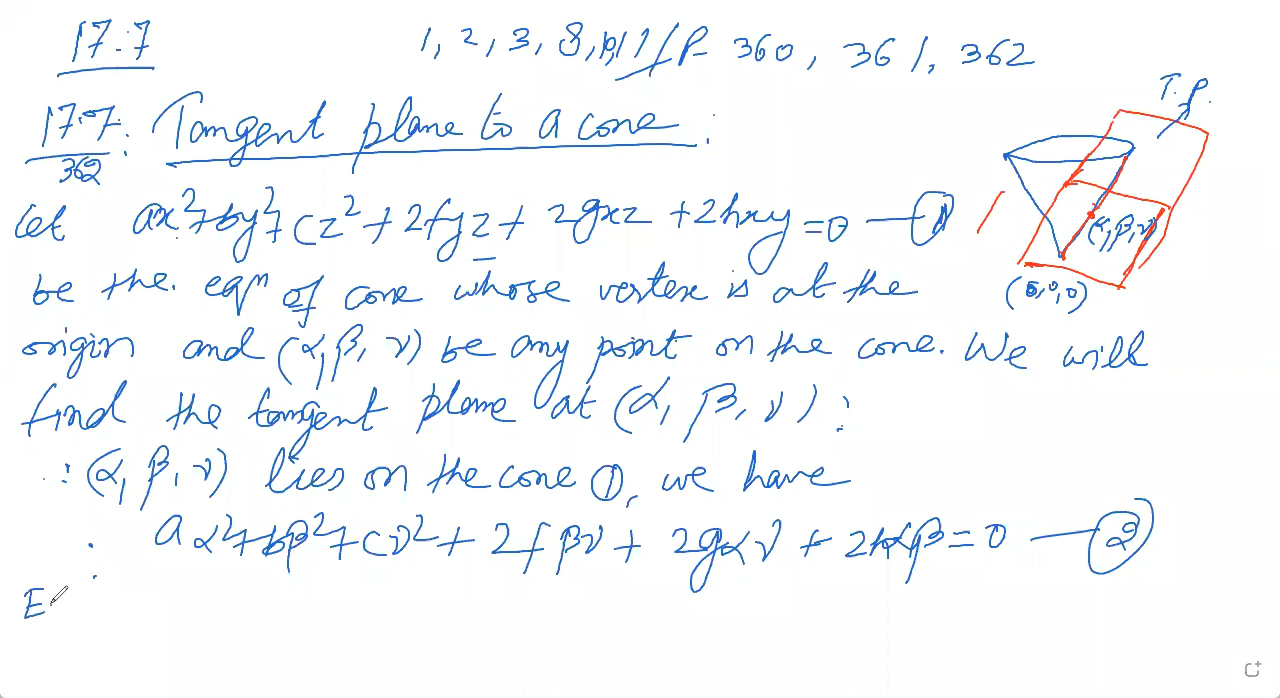 17.7 1, 2, 3, 8, 10, 11/P 360, 361, 362
17.7: Tangent plane to a cone:
362
T.P.
(α, β, ν)
(0, 0, 0)
Let ax²+by²+cz²+2fyz+2gxz+2hxy=0 — ①
be the eqⁿ of cone whose vertex is at the
origin and (α, β, ν) be any point on the cone. We will
find the tangent plane at (α, β, ν):
∵ (α, β, ν) lies on the cone ①, we have
: aα²+bβ²+cν²+2fβν+2gαν+2hαβ=0 — ②
E